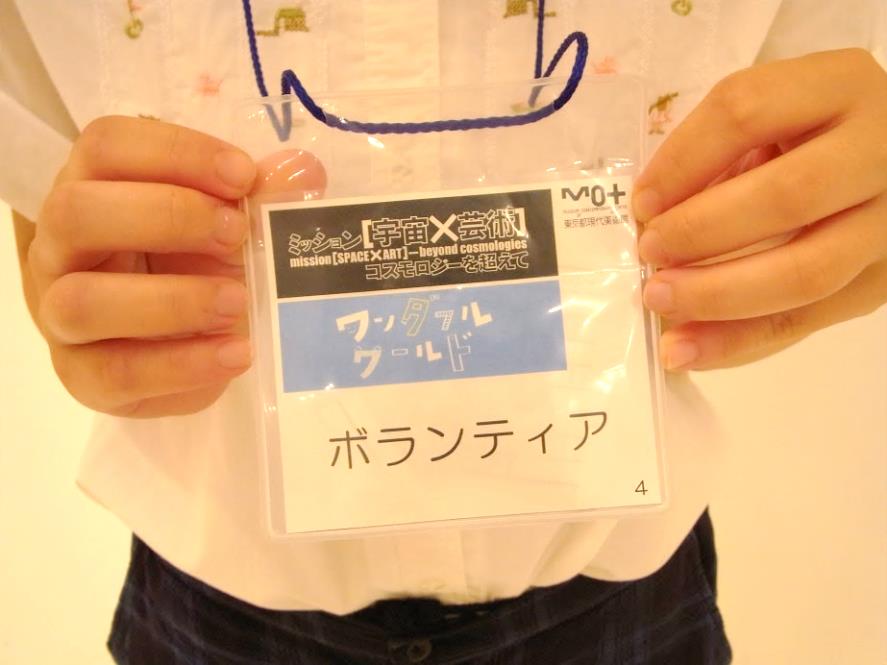 ミッション[宇宙×芸術]
mission[SPACE×ART]—beyond cosmologies
コスモロジーを超えて
MOT
東京都現代美術館
ワンダフル
ワールド
ボランティア
4